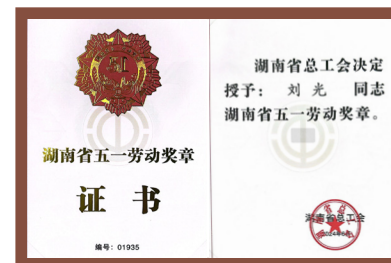 湖南省五一劳动奖章
证书
编号：01935
湖南省总工会决定
授予： 刘光 同志
湖南省五一劳动奖章。
湖南省总工会